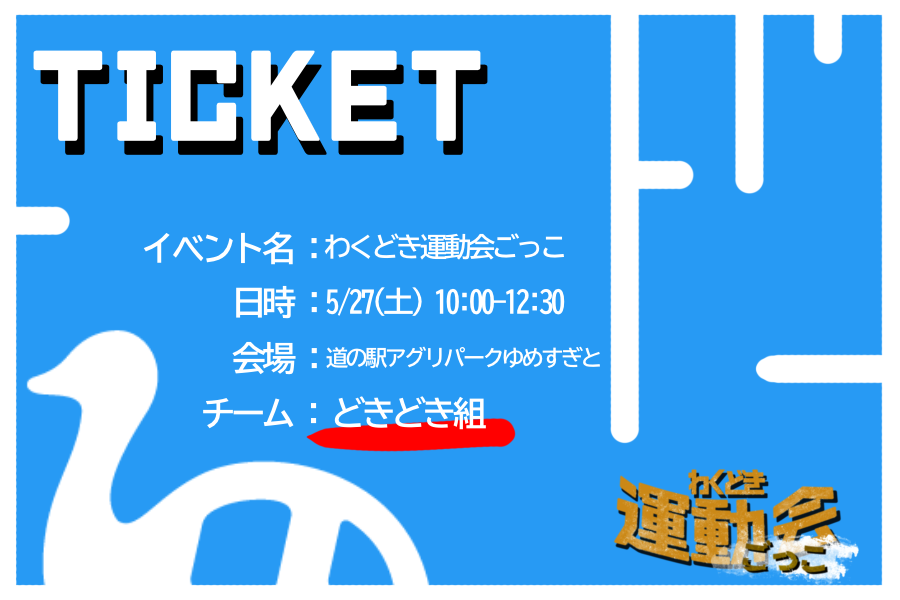 TICKET
イベント名：わくどき運動会ごっこ
日時：5/27(土) 10:00-12:30
会場：道の駅アグリパークゆめすぎと
チーム：どきどき組
わくどき
運動会
ごっこ